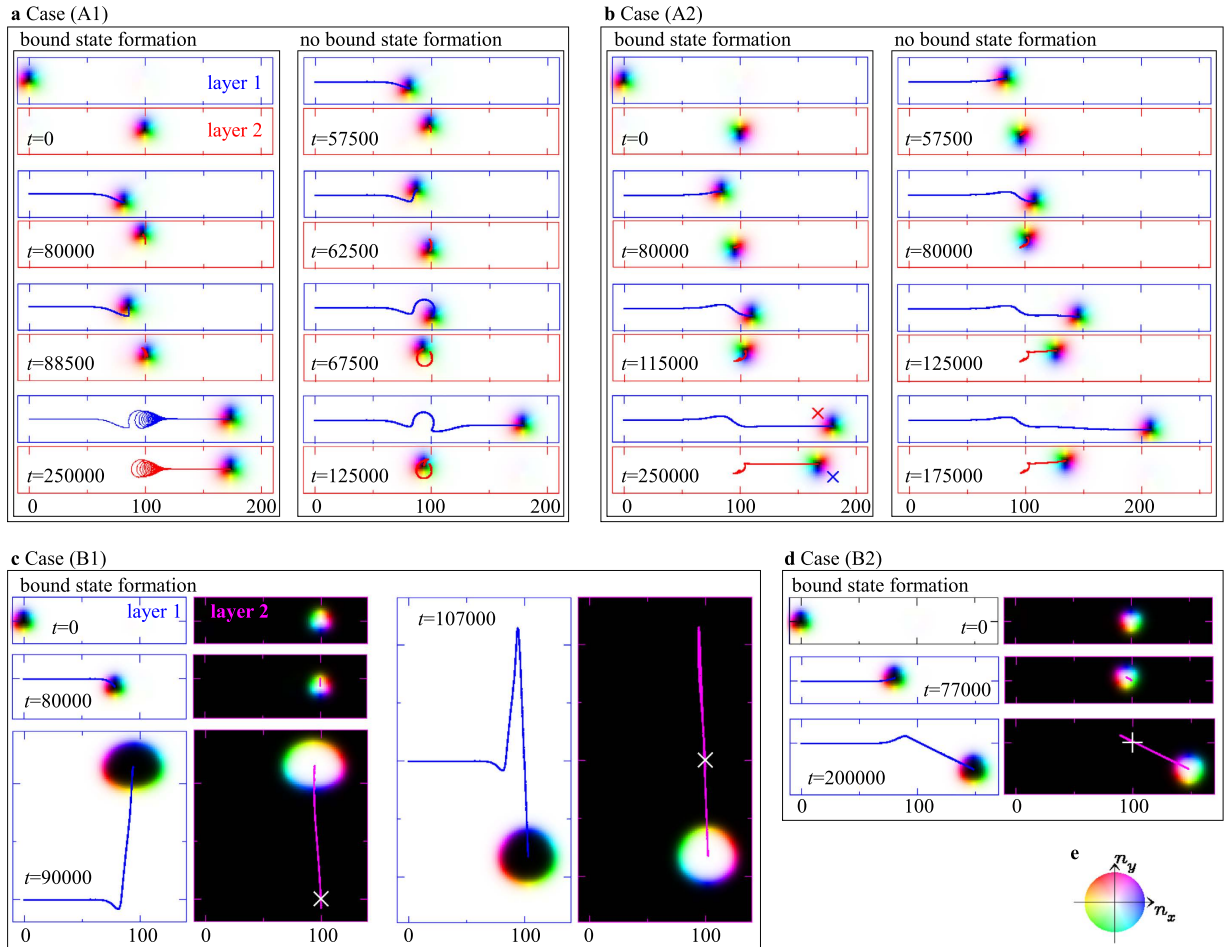 a Case (A1)
bound state formation
layer 1
layer 2
t=0
t=80000
t=88500
t=250000
0 100 200
no bound state formation
t=57500
t=62500
t=67500
t=125000
0 100 200
b Case (A2)
bound state formation
t=0
t=80000
t=115000
t=250000
0 100 200
no bound state formation
t=57500
t=80000
t=125000
t=175000
0 100 200
c Case (B1)
bound state formation
layer 1
layer 2
t=0
t=80000
t=90000
0 100
0 100
t=107000
0 100
0 100
d Case (B2)
bound state formation
t=0
t=77000
t=200000
0 100
0 100
e
n_y
n_x